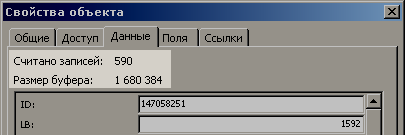 Свойства объекта
Общие Доступ Данные Поля Ссылки
Считано записей: 590
Размер буфера: 1 680 384
ID: 147058251
LB: 1592